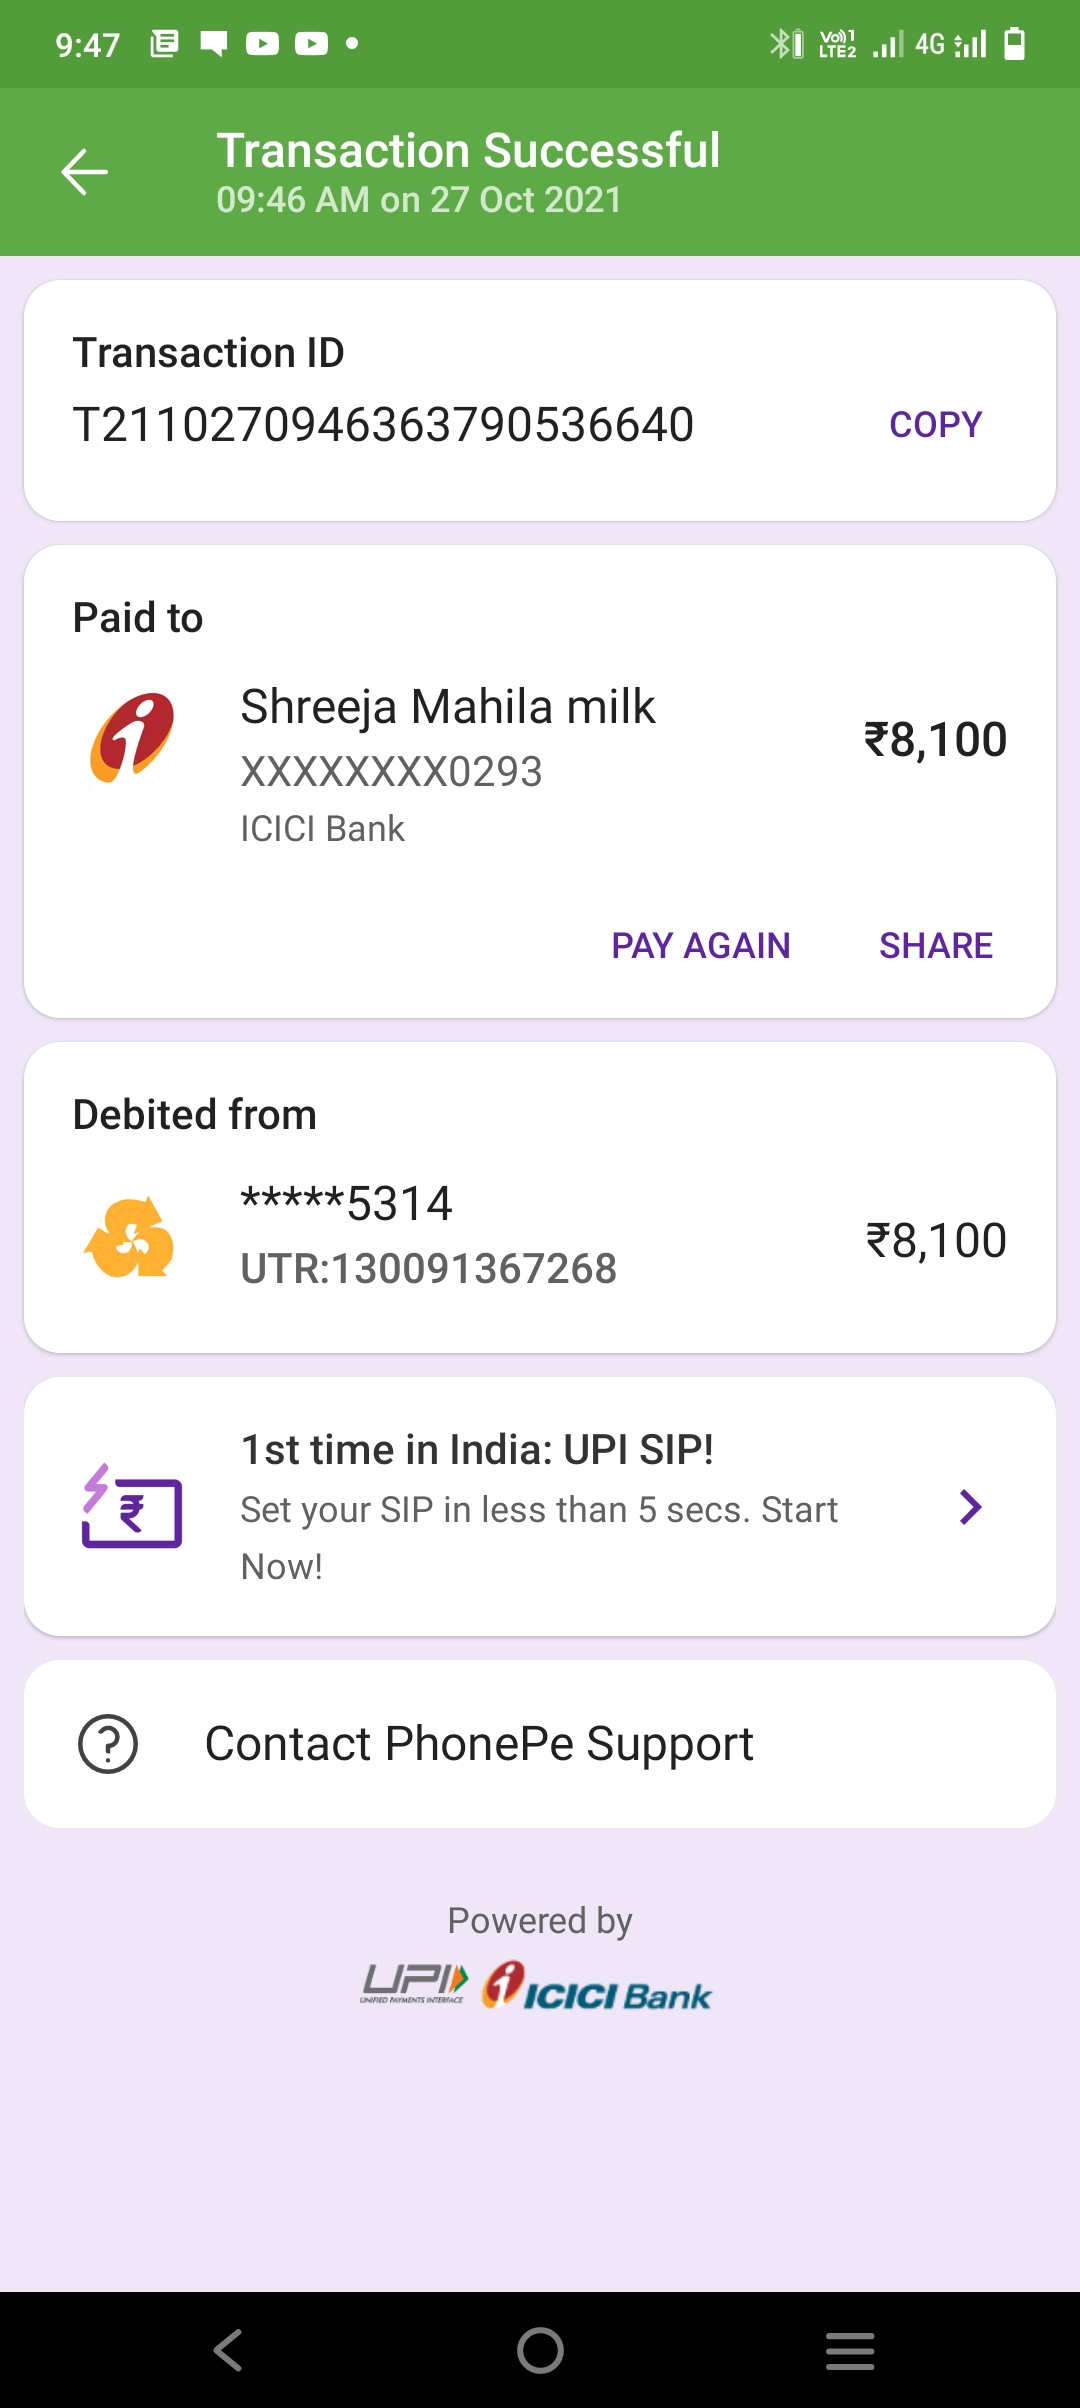 9:47
Vo)) 1
LTE2
4G
Transaction Successful
09:46 AM on 27 Oct 2021
Transaction ID
T2110270946363790536640
COPY
Paid to
Shreeja Mahila milk
XXXXXXXX0293
ICICI Bank
₹8,100
PAY AGAIN
SHARE
Debited from
*****5314
UTR:130091367268
₹8,100
1st time in India: UPI SIP!
Set your SIP in less than 5 secs. Start
Now!
Contact PhonePe Support
Powered by
UPI
UNIFIED PAYMENTS INTERFACE
ICICI Bank